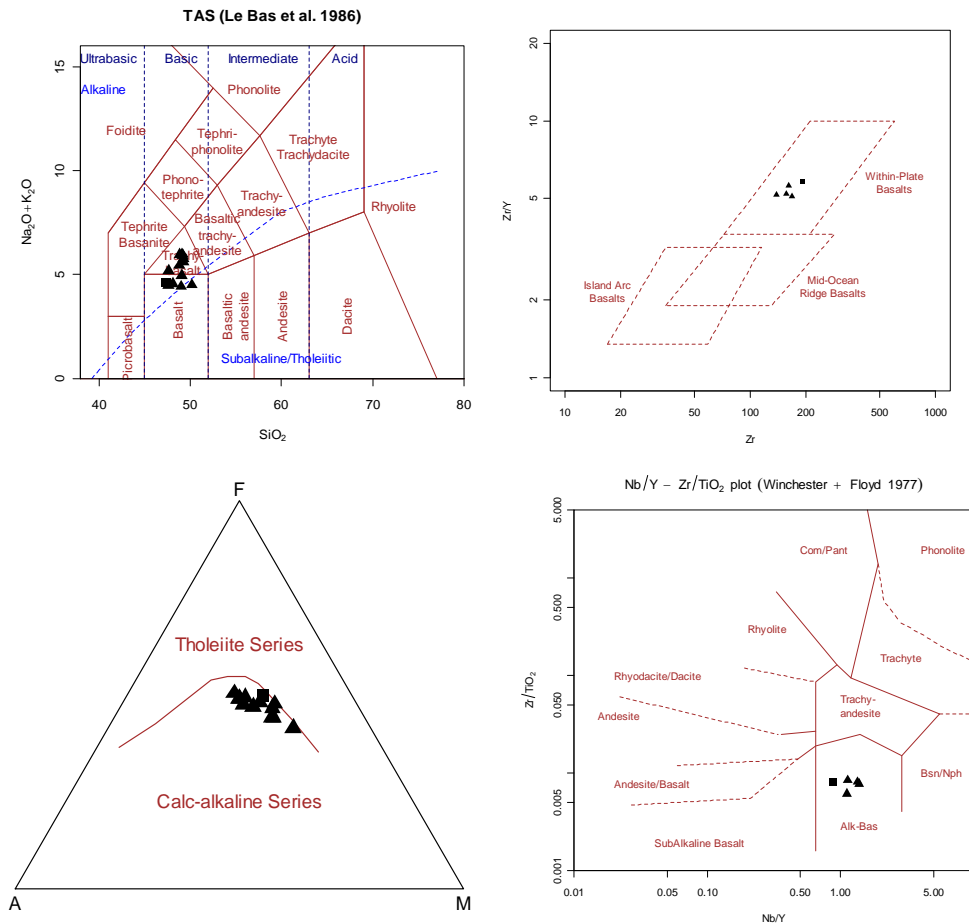 TAS (Le Bas et al. 1986)
Ultrabasic
Basic
Intermediate
Acid
Alkaline
Phonolite
Foidite
Tephri-
phonolite
Trachyte
Trachydacite
Phono-
tephrite
Trachy-
andesite
Rhyolite
Tephrite
Basanite
Basaltic
trachy-
andesite
Trachy-
basalt
Picrobasalt
Basalt
Basaltic
andesite
Andesite
Dacite
Subalkaline/Tholeiitic
Na₂O+K₂O
0
5
10
15
40
50
60
70
80
SiO₂
Zr/Y
1
2
5
10
20
Within-Plate
Basalts
Island Arc
Basalts
Mid-Ocean
Ridge Basalts
10
20
50
100
200
500
1000
Zr
F
Tholeiite Series
Calc-alkaline Series
A
M
Nb/Y − Zr/TiO₂ plot (Winchester + Floyd 1977)
Zr/TiO₂
0.001
0.005
0.050
0.500
5.000
Com/Pant
Phonolite
Rhyolite
Trachyte
Rhyodacite/Dacite
Trachy-
andesite
Andesite
Andesite/Basalt
Bsn/Nph
SubAlkaline Basalt
Alk-Bas
0.01
0.05
0.10
0.50
1.00
5.00
Nb/Y